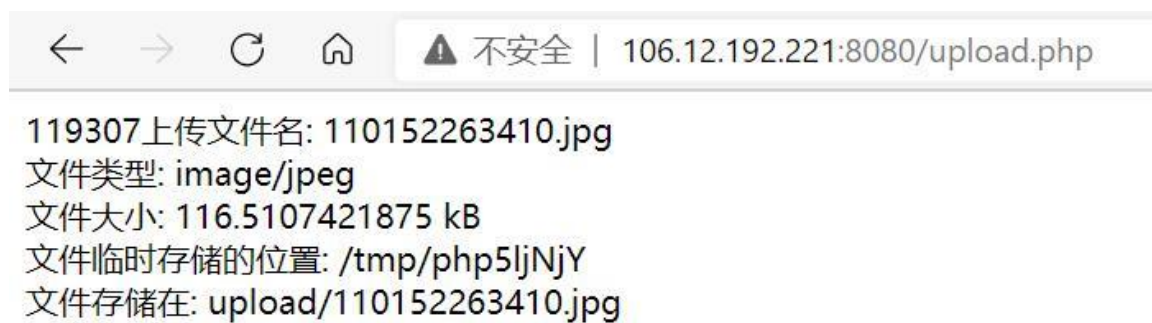 不安全 | 106.12.192.221:8080/upload.php
119307上传文件名: 110152263410.jpg
文件类型: image/jpeg
文件大小: 116.5107421875 kB
文件临时存储的位置: /tmp/php5ljNjY
文件存储在: upload/110152263410.jpg